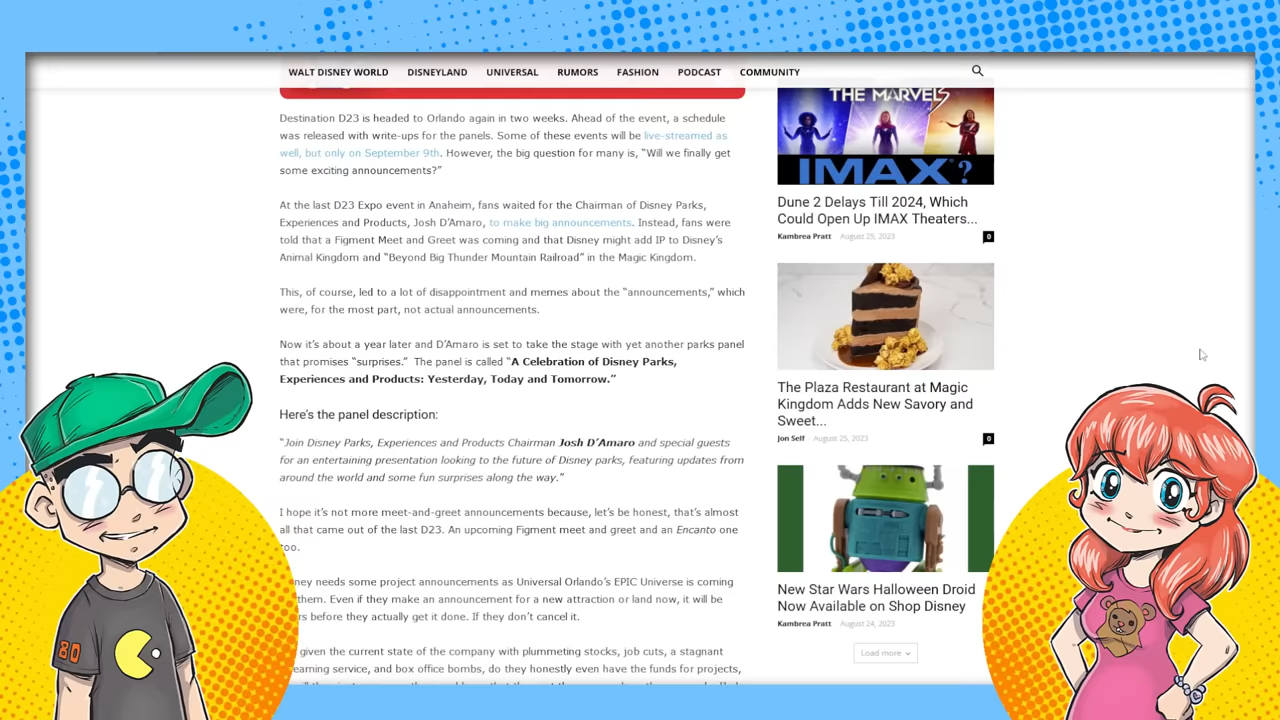 WALT DISNEY WORLD DISNEYLAND UNIVERSAL RUMORS FASHION PODCAST COMMUNITY
Destination D23 is headed to Orlando again in two weeks. Ahead of the event, a schedule
was released with write-ups for the panels. Some of these events will be live-streamed as
well, but only on September 9th. However, the big question for many is, “Will we finally get
some exciting announcements?”
At the last D23 Expo event in Anaheim, fans waited for the Chairman of Disney Parks,
Experiences and Products, Josh D’Amaro, to make big announcements. Instead, fans were
told that a Figment Meet and Greet was coming and that Disney might add IP to Disney’s
Animal Kingdom and “Beyond Big Thunder Mountain Railroad” in the Magic Kingdom.
This, of course, led to a lot of disappointment and memes about the “announcements,” which
were, for the most part, not actual announcements.
Now it’s about a year later and D’Amaro is set to take the stage with yet another parks panel
that promises “surprises.” The panel is called “A Celebration of Disney Parks,
Experiences and Products: Yesterday, Today and Tomorrow.”
Here’s the panel description:
“Join Disney Parks, Experiences and Products Chairman Josh D’Amaro and special guests
for an entertaining presentation looking to the future of Disney parks, featuring updates from
around the world and some fun surprises along the way.”
I hope it’s not more meet-and-greet announcements because, let’s be honest, that’s almost
all that came out of the last D23. An upcoming Figment meet and greet and an Encanto one
too.
needs some project announcements as Universal Orlando’s EPIC Universe is coming
them. Even if they make an announcement for a new attraction or land now, it will be
before they actually get it done. If they don’t cancel it.
given the current state of the company with plummeting stocks, job cuts, a stagnant
service, and box office bombs, do they honestly even have the funds for projects,
THE MARVELS
IMAX ?
Dune 2 Delays Till 2024, Which
Could Open Up IMAX Theaters...
Kambrea Pratt - August 25, 2023 0
The Plaza Restaurant at Magic
Kingdom Adds New Savory and
Sweet...
Jon Self - August 25, 2023 0
New Star Wars Halloween Droid
Now Available on Shop Disney
Kambrea Pratt - August 24, 2023 0
Load more
80